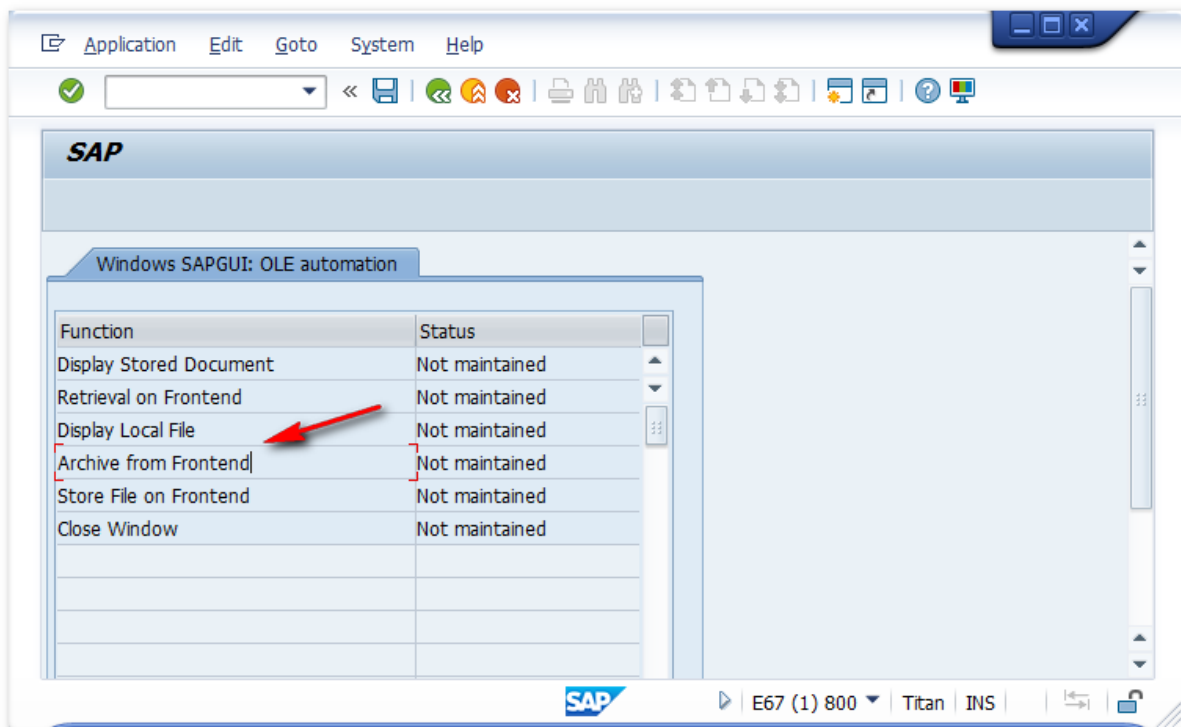 Application Edit Goto System Help
SAP
Windows SAPGUI: OLE automation
Function Status
Display Stored Document Not maintained
Retrieval on Frontend Not maintained
Display Local File Not maintained
Archive from Frontend Not maintained
Store File on Frontend Not maintained
Close Window Not maintained
SAP E67 (1) 800 Titan INS